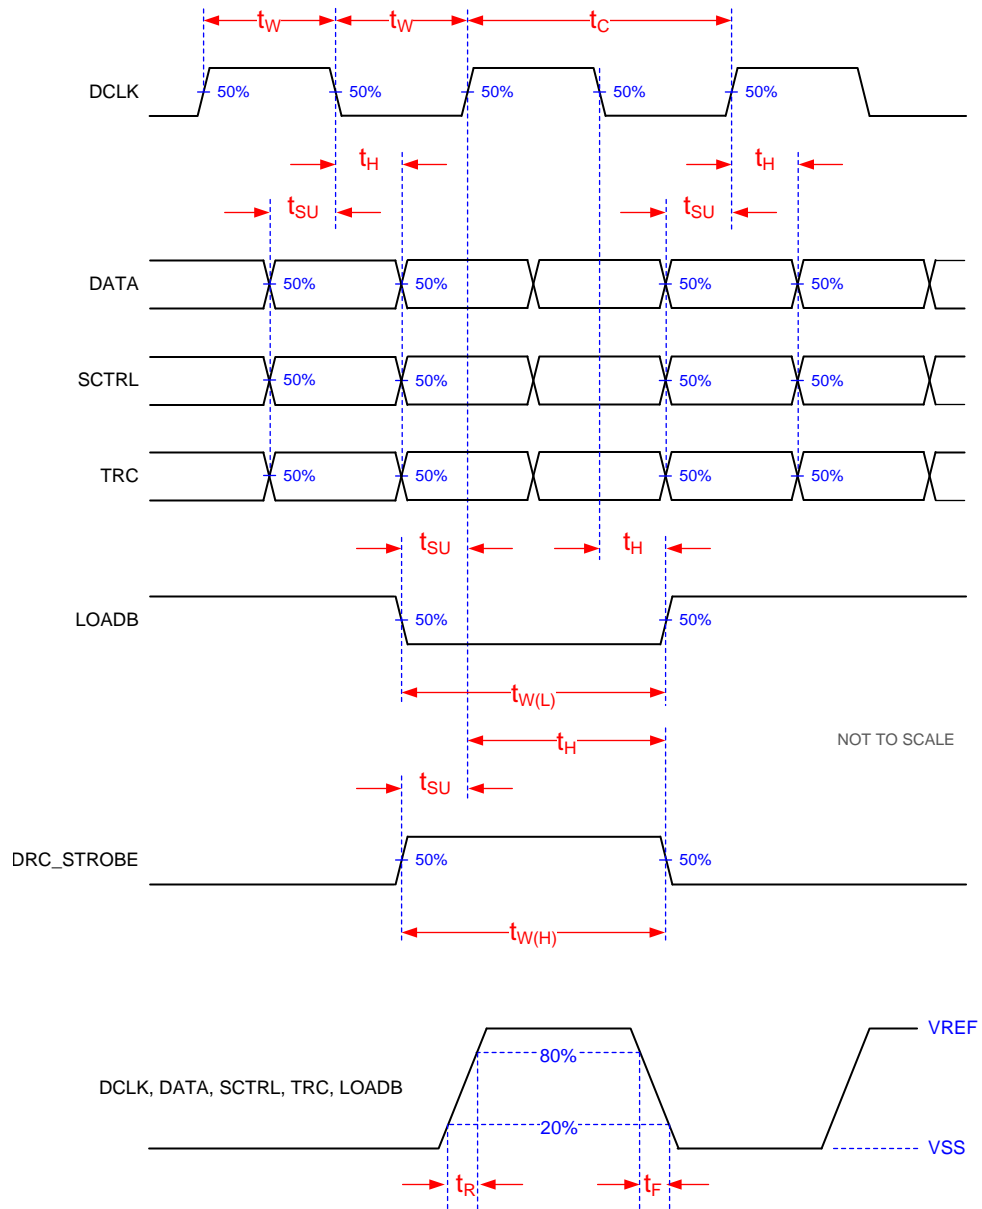 tW tW tC
DCLK 50% 50% 50% 50% 50%
tH tH
tSU tSU
DATA 50% 50% 50% 50%
SCTRL 50% 50% 50% 50%
TRC 50% 50% 50% 50%
tSU tH
LOADB 50% 50%
tW(L)
tH NOT TO SCALE
tSU
DRC_STROBE 50% 50%
tW(H)
VREF
80%
DCLK, DATA, SCTRL, TRC, LOADB
20%
VSS
tR tF